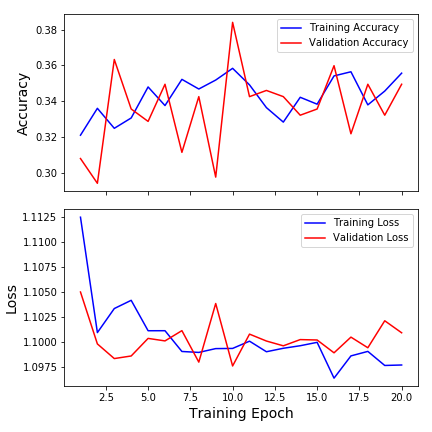 Training Accuracy
Validation Accuracy
0.38
0.36
0.34
0.32
0.30
Accuracy
Training Loss
Validation Loss
1.1125
1.1100
1.1075
1.1050
1.1025
1.1000
1.0975
Loss
2.5 5.0 7.5 10.0 12.5 15.0 17.5 20.0
Training Epoch